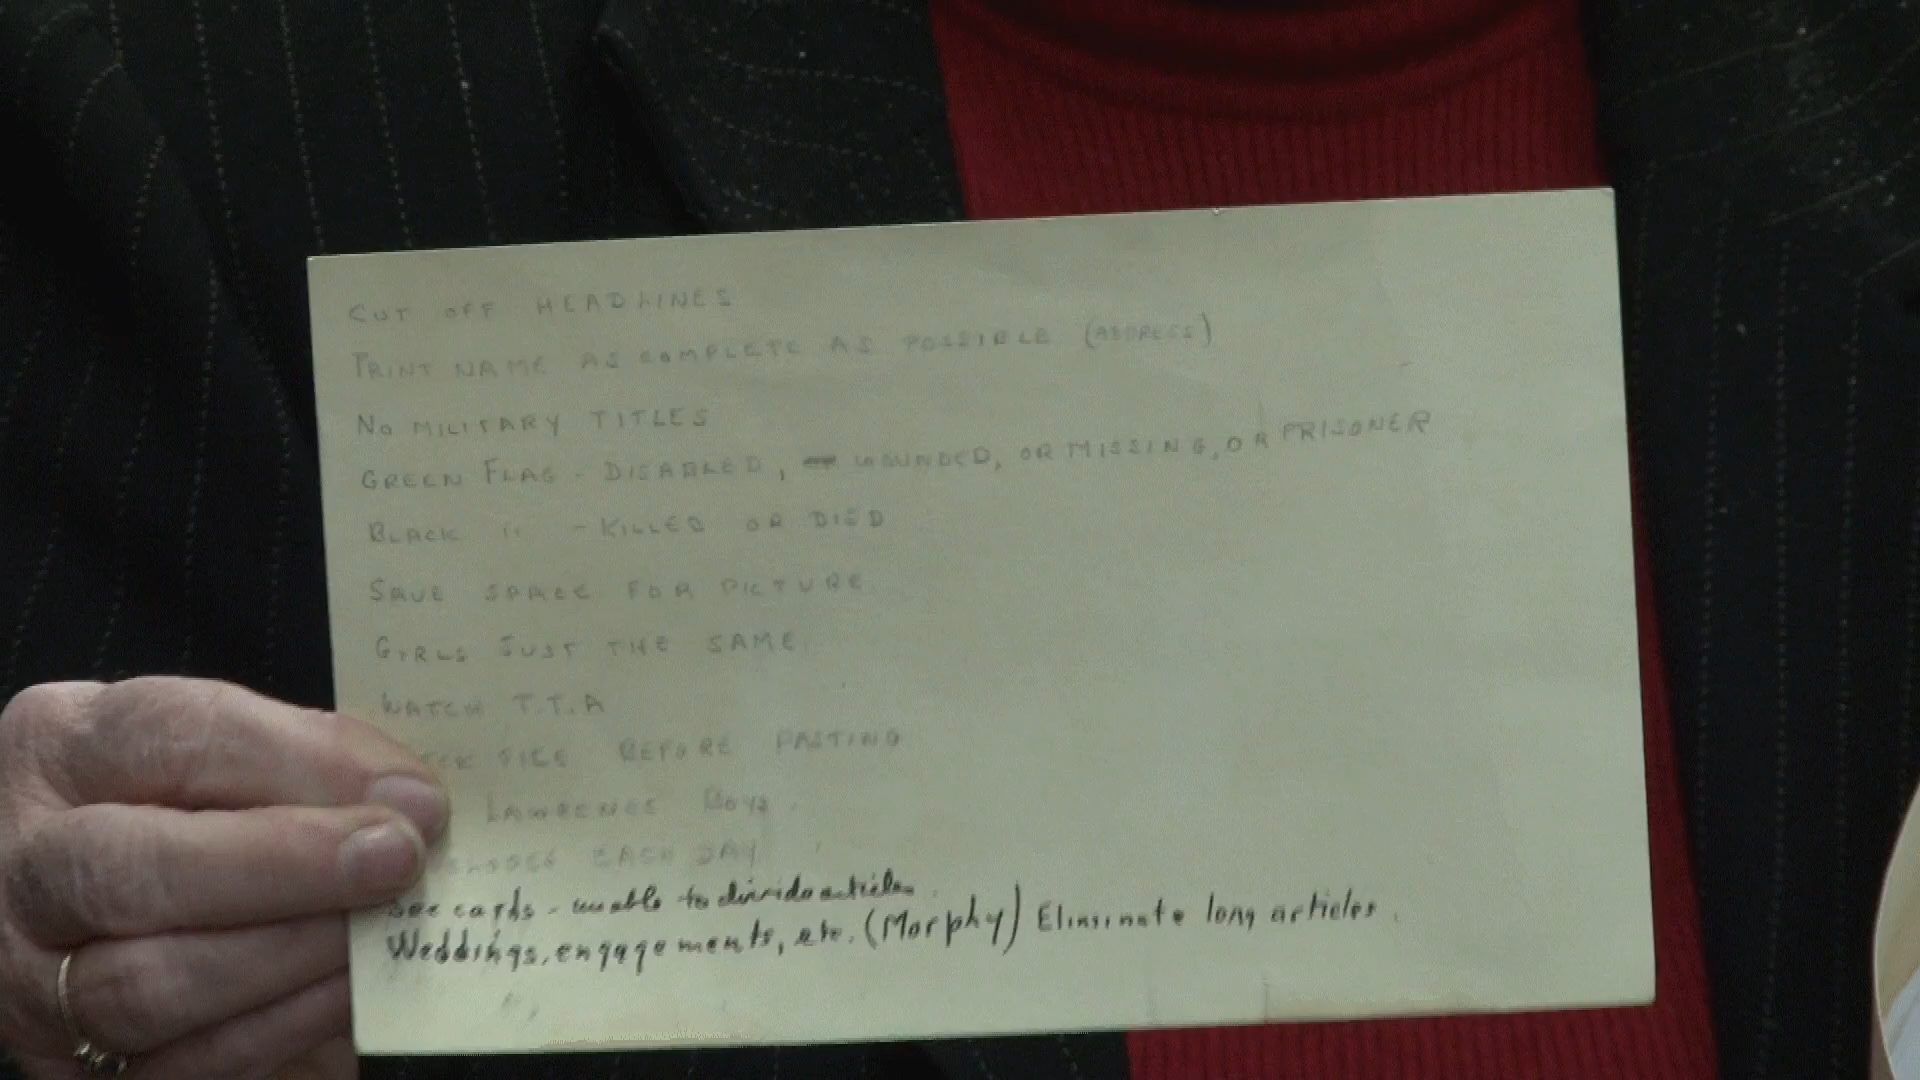 CUT OFF HEADLINES
PRINT NAME AS COMPLETE AS POSSIBLE (ADDRESS)
NO MILITARY TITLES
GREEN FLAG - DISABLED, WOUNDED, OR MISSING, OR PRISONER
BLACK " - KILLED OR DIED
SAVE SPACE FOR PICTURE
GIRLS JUST THE SAME
WATCH T.T.A
BEFORE PASTING
LAWRENCE BOYS.
EACH DAY
cards - unable to divide articles.
Weddings, engagements, etc. (Morphy) Eliminate long articles.